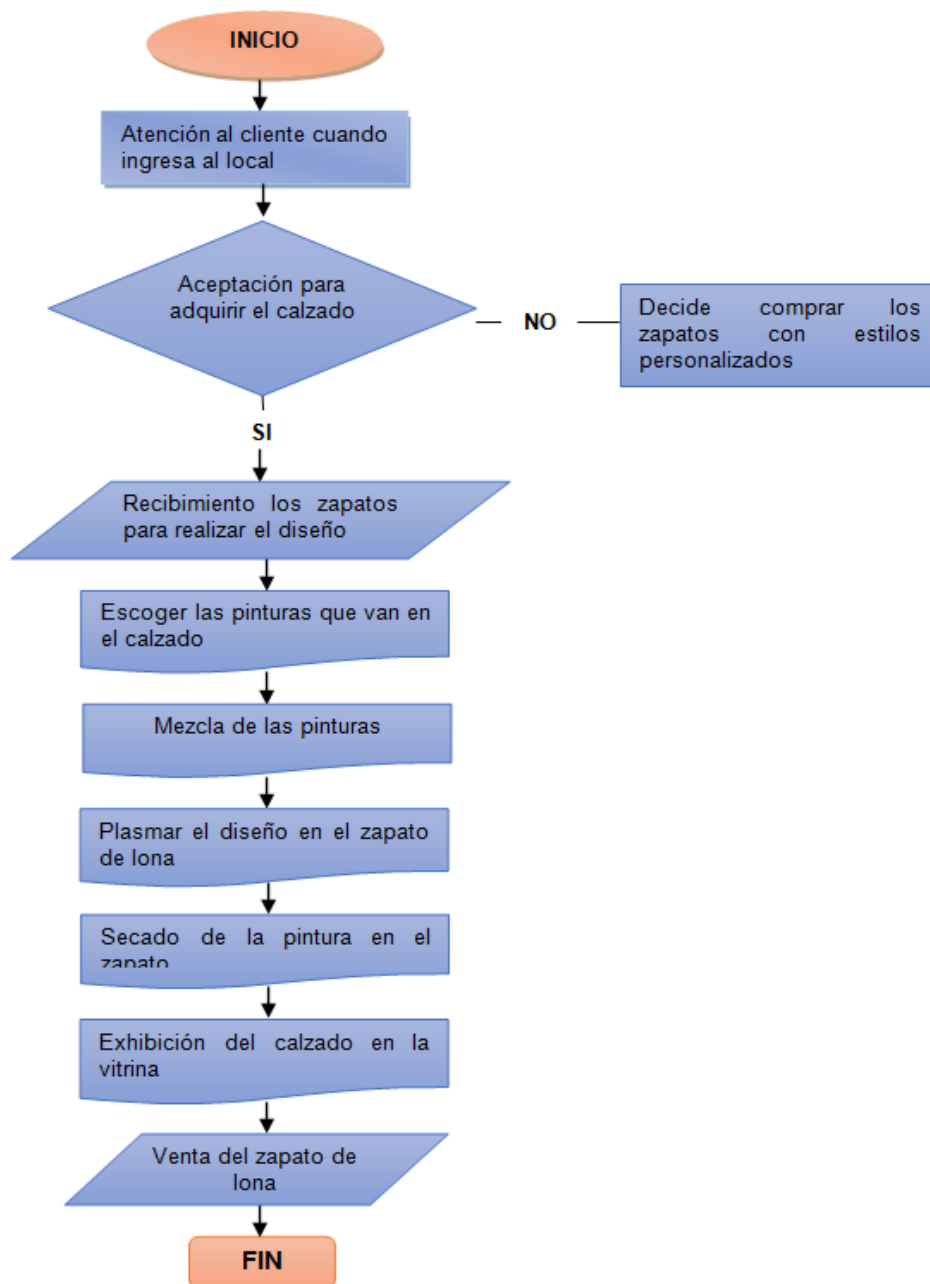 INICIO
Atención al cliente cuando
ingresa al local
Aceptación para
adquirir el calzado
NO
Decide comprar los
zapatos con estilos
personalizados
SI
Recibimiento los zapatos
para realizar el diseño
Escoger las pinturas que van en
el calzado
Mezcla de las pinturas
Plasmar el diseño en el zapato
de lona
Secado de la pintura en el
zapato
Exhibición del calzado en la
vitrina
Venta del zapato de
lona
FIN